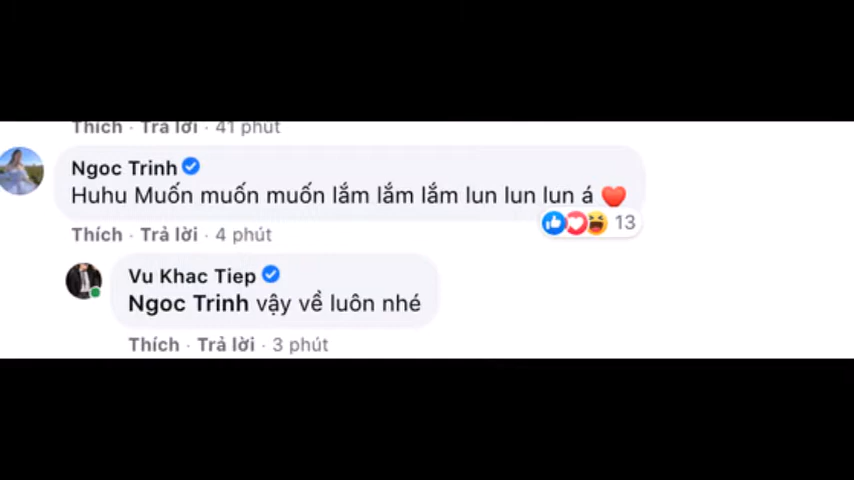 Thích · Trả lời · 41 phút
Ngoc Trinh
Huhu Muốn muốn muốn lắm lắm lắm lun lun lun á ❤️
13
Thích · Trả lời · 4 phút
Vu Khac Tiep
Ngoc Trinh vậy về luôn nhé
Thích · Trả lời · 3 phút